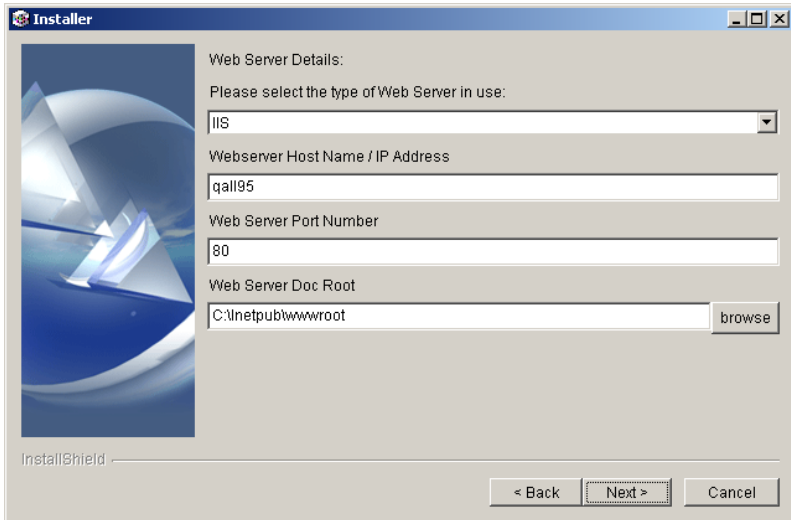 Installer
Web Server Details:
Please select the type of Web Server in use:
IIS
Webserver Host Name / IP Address
qall95
Web Server Port Number
80
Web Server Doc Root
C:\Inetpub\wwwroot
browse
InstallShield
< Back
Next >
Cancel